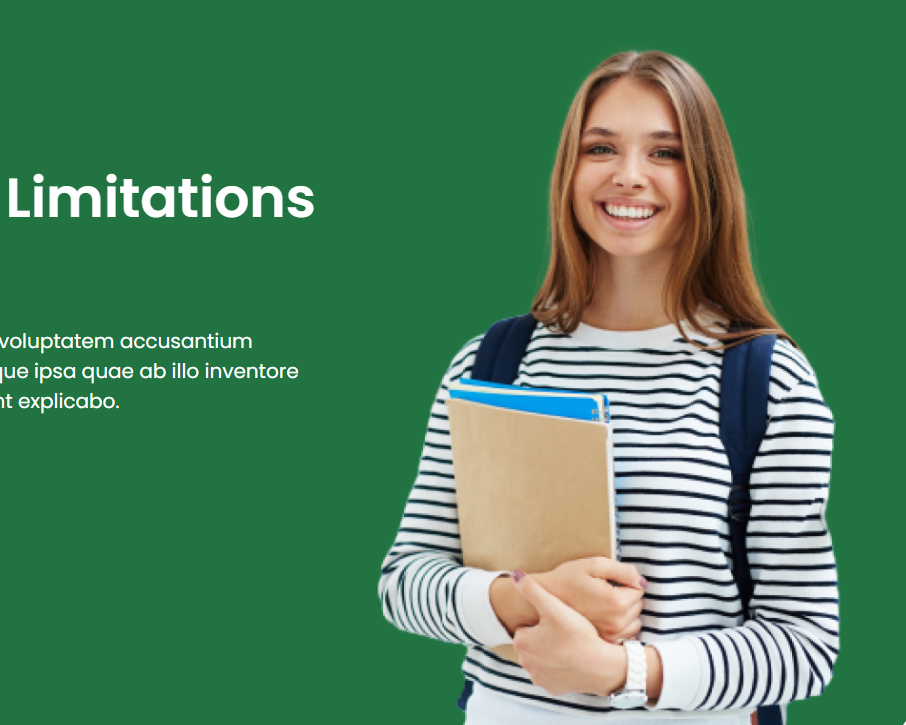 Limitations
voluptatem accusantium
que ipsa quae ab illo inventore
nt explicabo.